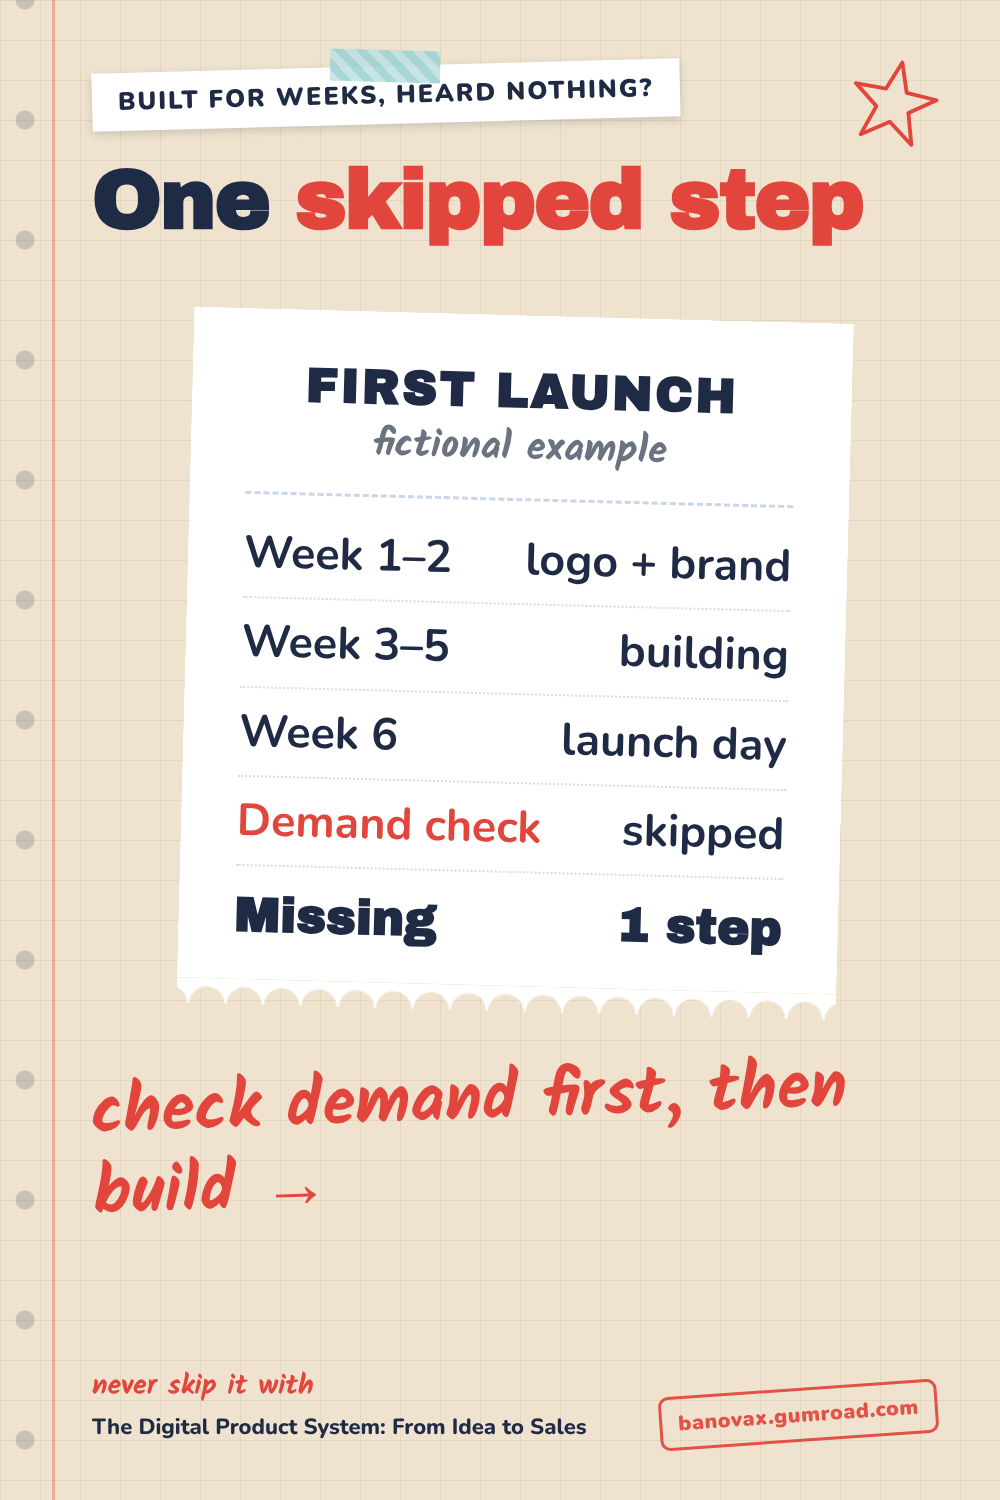 BUILT FOR WEEKS, HEARD NOTHING?
One skipped step
FIRST LAUNCH
fictional example
Week 1–2 logo + brand
Week 3–5 building
Week 6 launch day
Demand check skipped
Missing 1 step
check demand first, then
build →
never skip it with
The Digital Product System: From Idea to Sales
banovax.gumroad.com